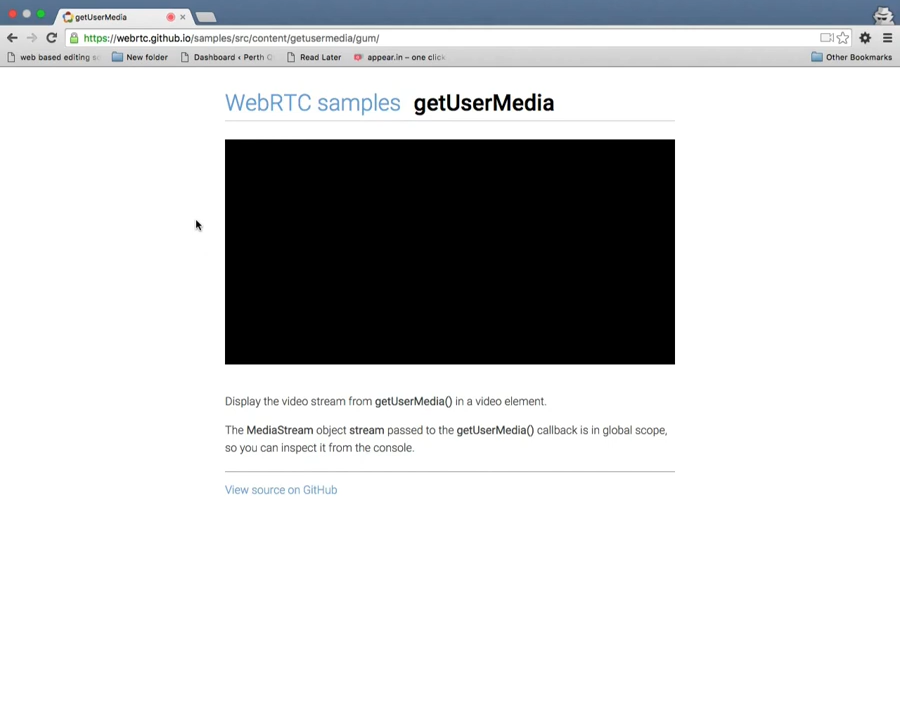 getUserMedia
https://webrtc.github.io/samples/src/content/getusermedia/gum/
web based editing New folder Dashboard ‹ Perth Read Later appear.in – one click Other Bookmarks
WebRTC samples getUserMedia
Display the video stream from getUserMedia() in a video element.
The MediaStream object stream passed to the getUserMedia() callback is in global scope,
so you can inspect it from the console.
View source on GitHub